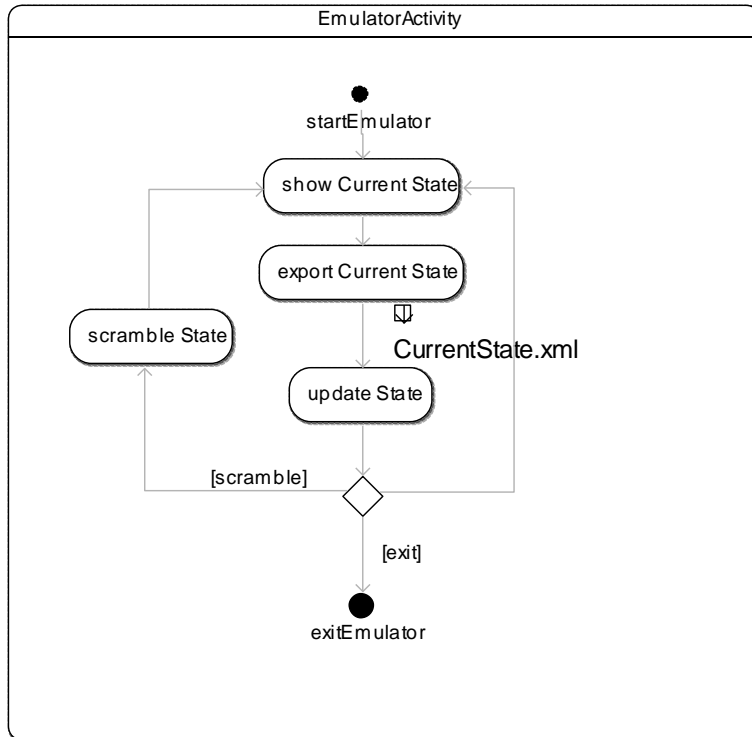 EmulatorActivity
startEmulator
show Current State
export Current State
scramble State
CurrentState.xml
update State
[scramble]
[exit]
exitEmulator